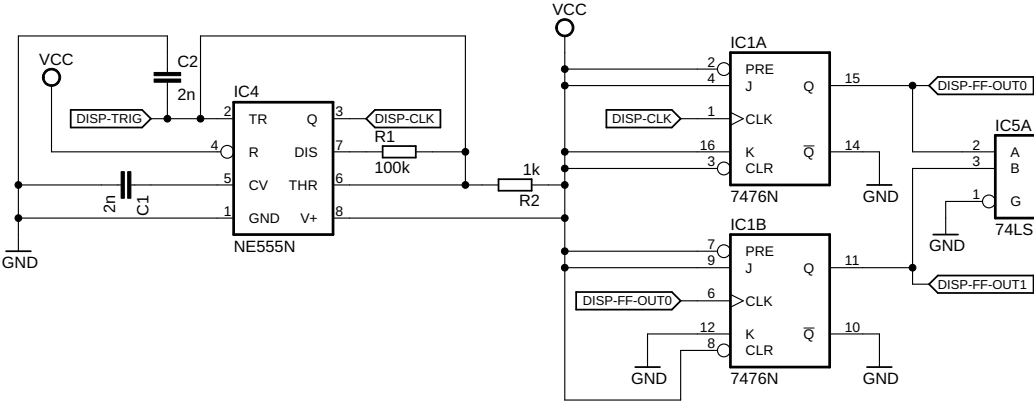 VCC
C2
2n
DISP-TRIG
IC4
2 TR
4 R
5 CV
1 GND
Q 3
DIS 7
THR 6
V+ 8
NE555N
DISP-CLK
R1
100k
2n
C1
GND
1k
R2
VCC
IC1A
2 PRE
4 J
1 CLK
16 K
3 CLR
Q 15
Q 14
7476N
DISP-CLK
GND
DISP-FF-OUT0
IC5A
2 A
3 B
1 G
74LS
GND
IC1B
7 PRE
9 J
6 CLK
12 K
8 CLR
Q 11
Q 10
7476N
DISP-FF-OUT0
GND
GND
DISP-FF-OUT1